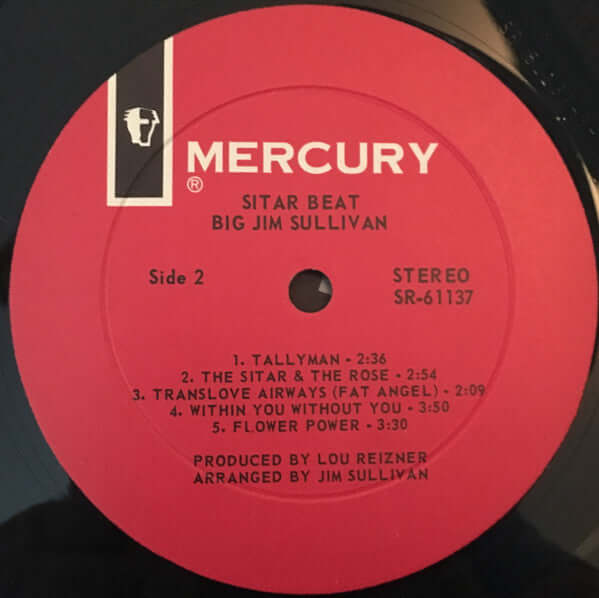 MERCURY
®
SITAR BEAT
BIG JIM SULLIVAN
Side 2
STEREO
SR-61137
1. TALLYMAN - 2:36
2. THE SITAR & THE ROSE - 2:54
3. TRANSLOVE AIRWAYS (FAT ANGEL) - 2:09
4. WITHIN YOU WITHOUT YOU - 3:50
5. FLOWER POWER - 3:30
PRODUCED BY LOU REIZNER
ARRANGED BY JIM SULLIVAN